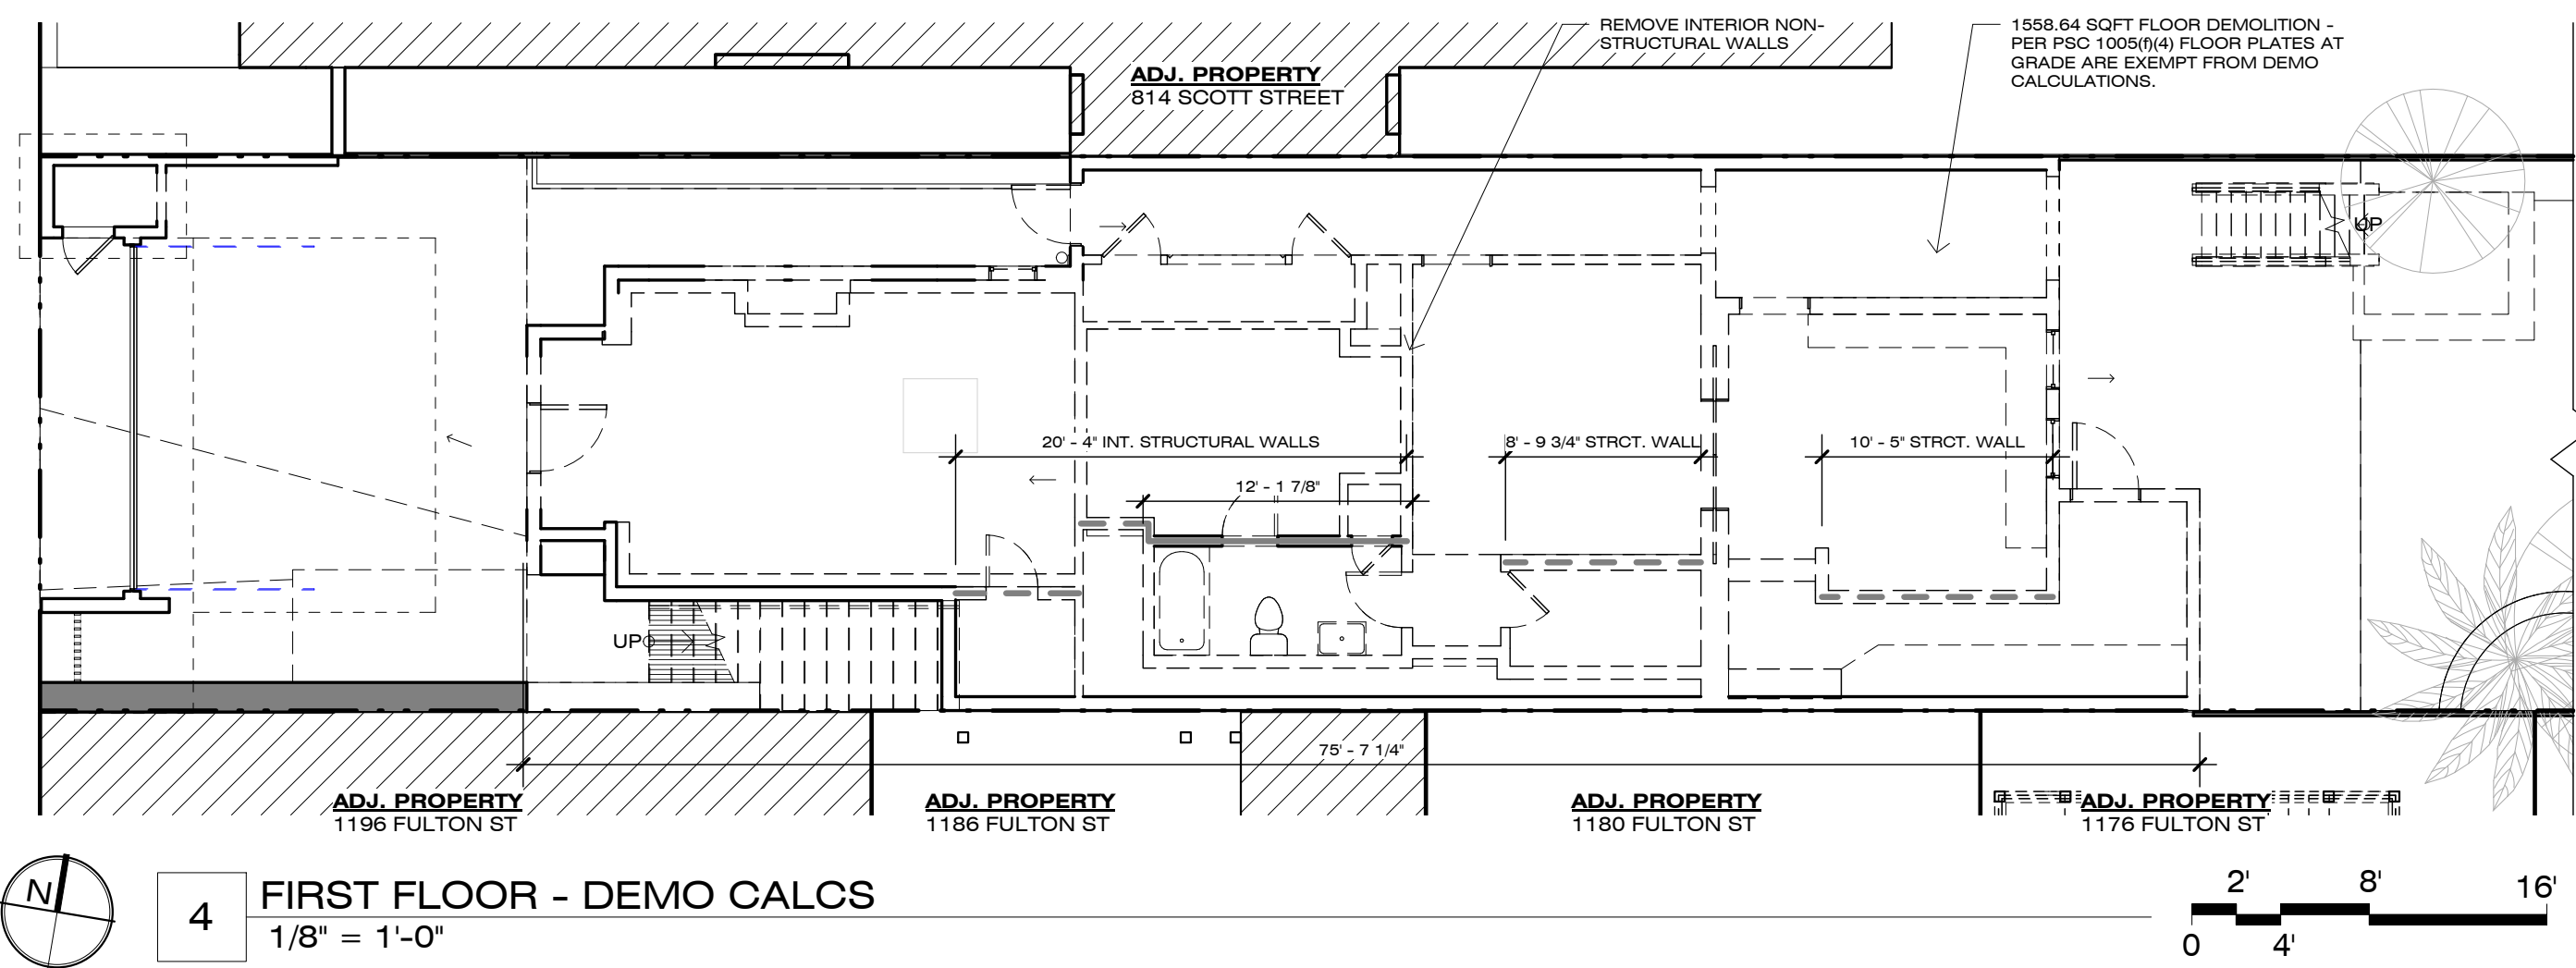 REMOVE INTERIOR NON-
STRUCTURAL WALLS
1558.64 SQFT FLOOR DEMOLITION -
PER PSC 1005(f)(4) FLOOR PLATES AT
GRADE ARE EXEMPT FROM DEMO
CALCULATIONS.
ADJ. PROPERTY
814 SCOTT STREET
UP
20' - 4" INT. STRUCTURAL WALLS
8' - 9 3/4" STRCT. WALL
10' - 5" STRCT. WALL
12' - 1 7/8"
UP
75' - 7 1/4"
ADJ. PROPERTY
1196 FULTON ST
ADJ. PROPERTY
1186 FULTON ST
ADJ. PROPERTY
1180 FULTON ST
ADJ. PROPERTY
1176 FULTON ST
N
4
FIRST FLOOR - DEMO CALCS
1/8" = 1'-0"
2'
8'
16'
0
4'